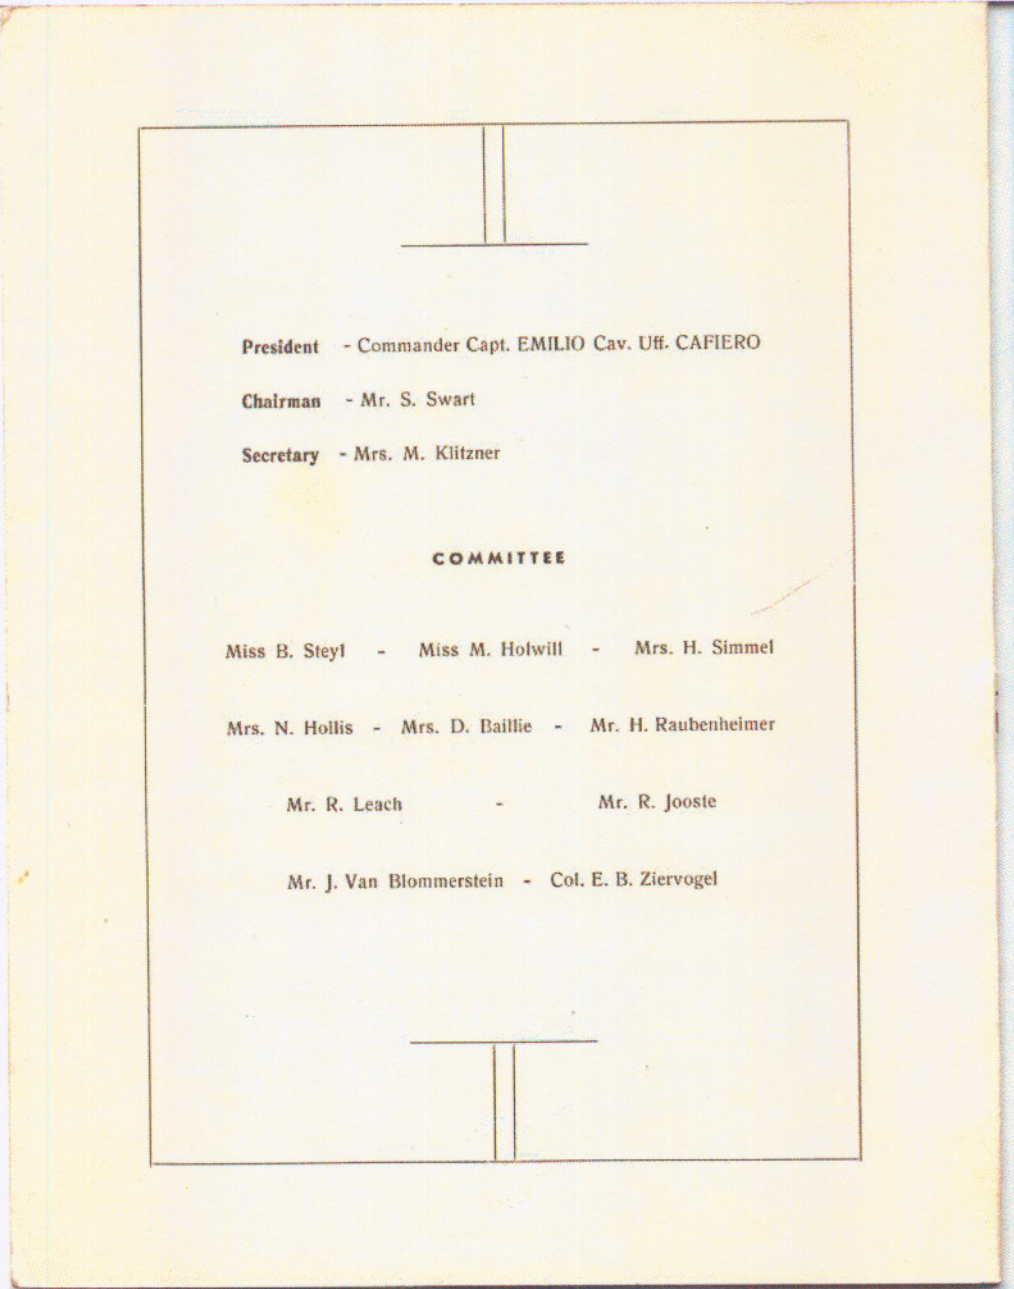 President - Commander Capt. EMILIO Cav. Uff. CAFIERO
Chairman - Mr. S. Swart
Secretary - Mrs. M. Klitzner
COMMITTEE
Miss B. Steyl - Miss M. Holwill - Mrs. H. Simmel
Mrs. N. Hollis - Mrs. D. Baillie - Mr. H. Raubenheimer
Mr. R. Leach - Mr. R. Jooste
Mr. J. Van Blommerstein - Col. E. B. Ziervogel